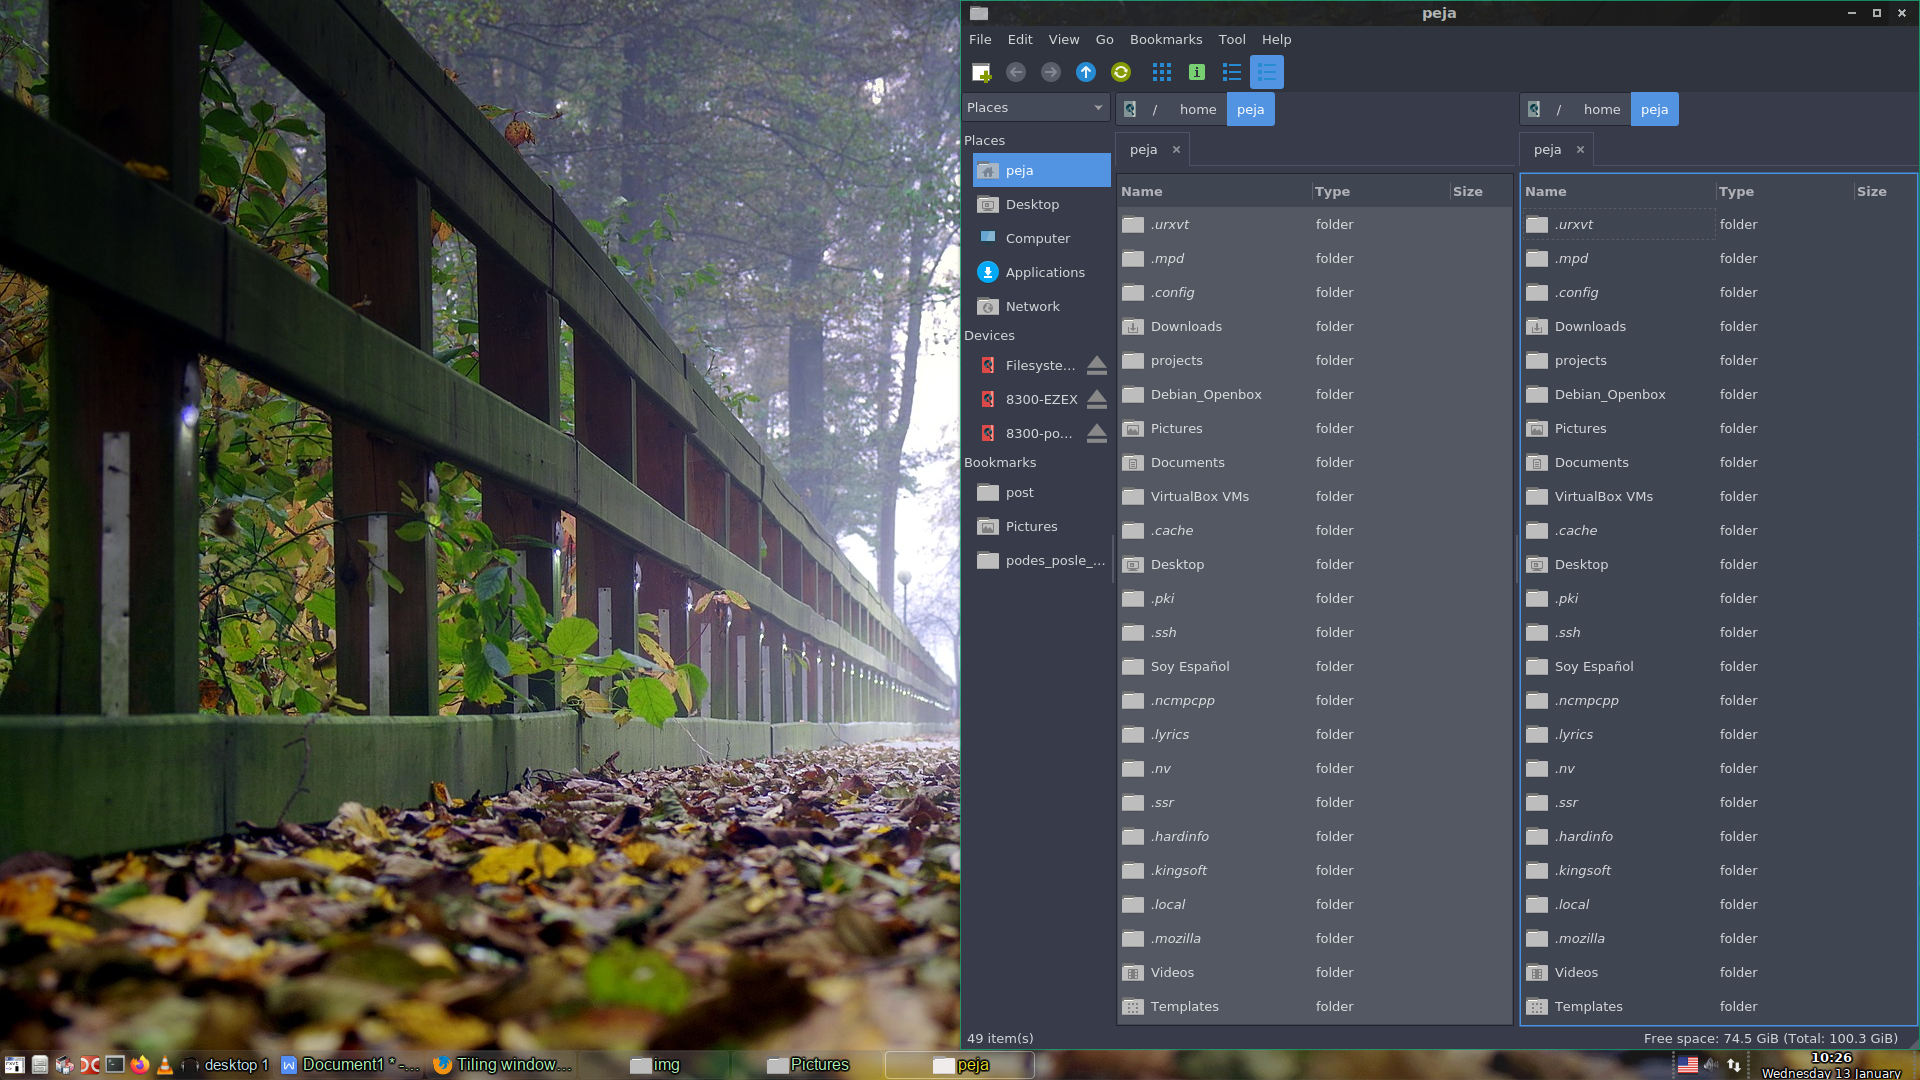 peja
File Edit View Go Bookmarks Tool Help
Places
/ home peja
/ home peja
Places
peja
Desktop
Computer
Applications
Network
Devices
Filesyste...
8300-EZEX
8300-po...
Bookmarks
post
Pictures
podes_posle_...
peja
Name Type Size
.urxvt folder
.mpd folder
.config folder
Downloads folder
projects folder
Debian_Openbox folder
Pictures folder
Documents folder
VirtualBox VMs folder
.cache folder
Desktop folder
.pki folder
.ssh folder
Soy Español folder
.ncmpcpp folder
.lyrics folder
.nv folder
.ssr folder
.hardinfo folder
.kingsoft folder
.local folder
.mozilla folder
Videos folder
Templates folder
peja
Name Type Size
.urxvt folder
.mpd folder
.config folder
Downloads folder
projects folder
Debian_Openbox folder
Pictures folder
Documents folder
VirtualBox VMs folder
.cache folder
Desktop folder
.pki folder
.ssh folder
Soy Español folder
.ncmpcpp folder
.lyrics folder
.nv folder
.ssr folder
.hardinfo folder
.kingsoft folder
.local folder
.mozilla folder
Videos folder
Templates folder
49 item(s) Free space: 74.5 GiB (Total: 100.3 GiB)
desktop 1 Document1 * -... Tiling window... img Pictures peja
10:26
Wednesday 13 January